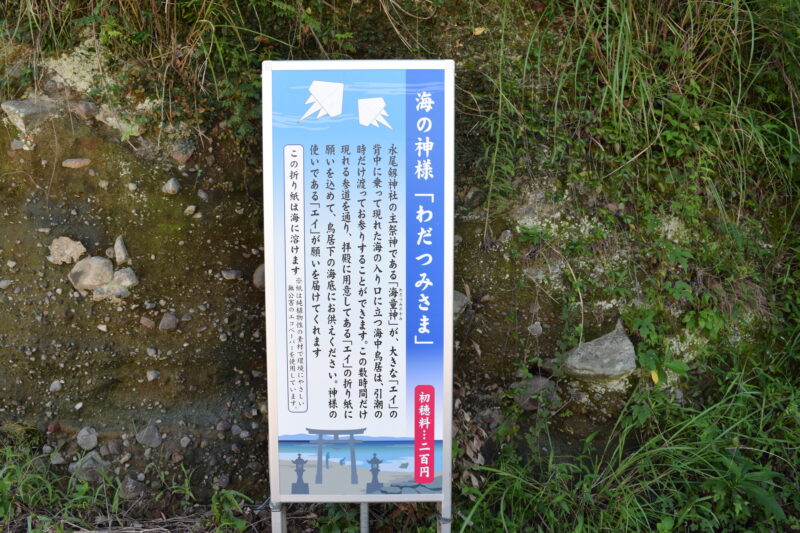 海の神様「わだつみさま」
初穂料…二百円
永尾剱神社の主祭神である「海童神」が、大きな「エイ」の
背中に乗って現れた海の入り口に立つ海中鳥居は、引潮の
時だけ渡ってお参りすることができます。この数時間だけ
現れる参道を通り、拝殿に用意してある「エイ」の折り紙に
願いを込めて、鳥居下の海底にお供えください。神様の
使いである「エイ」が願いを届けてくれます
この折り紙は海に溶けます
※紙は純植物性の素材で環境にやさしい
無公害のエコペーパーを使用しています。